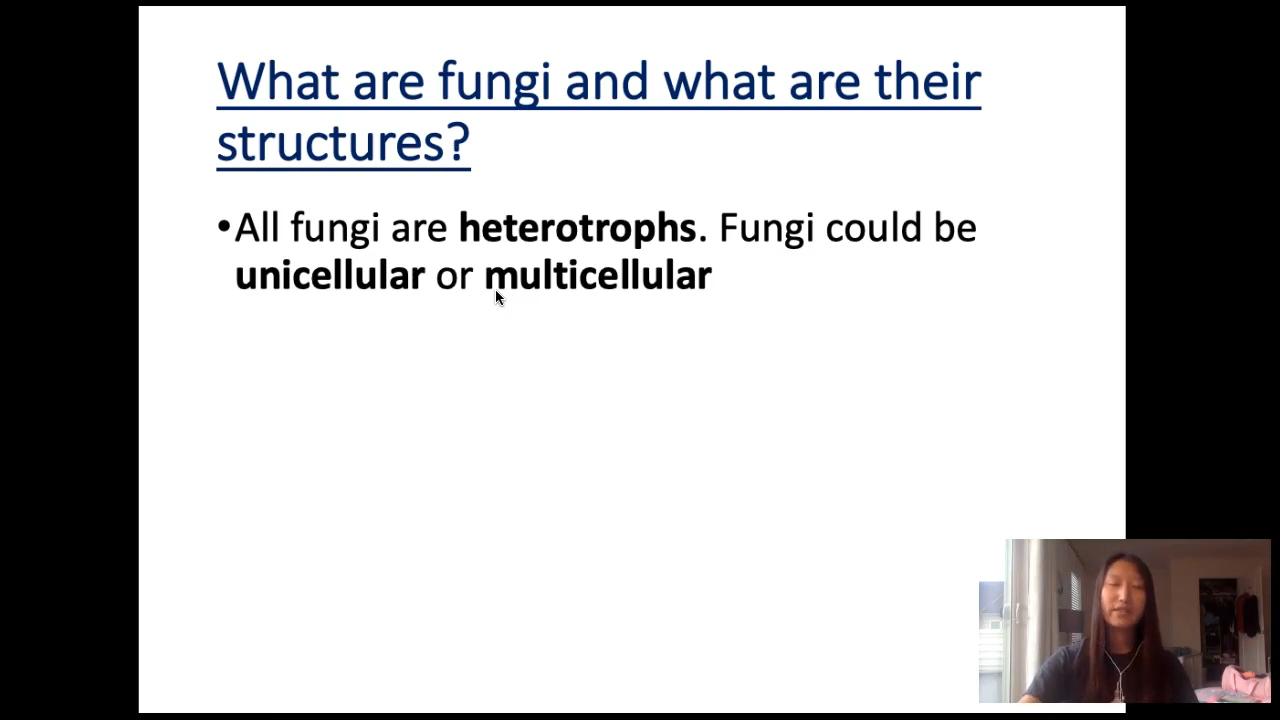 What are fungi and what are their
structures?
•All fungi are heterotrophs. Fungi could be
unicellular or multicellular